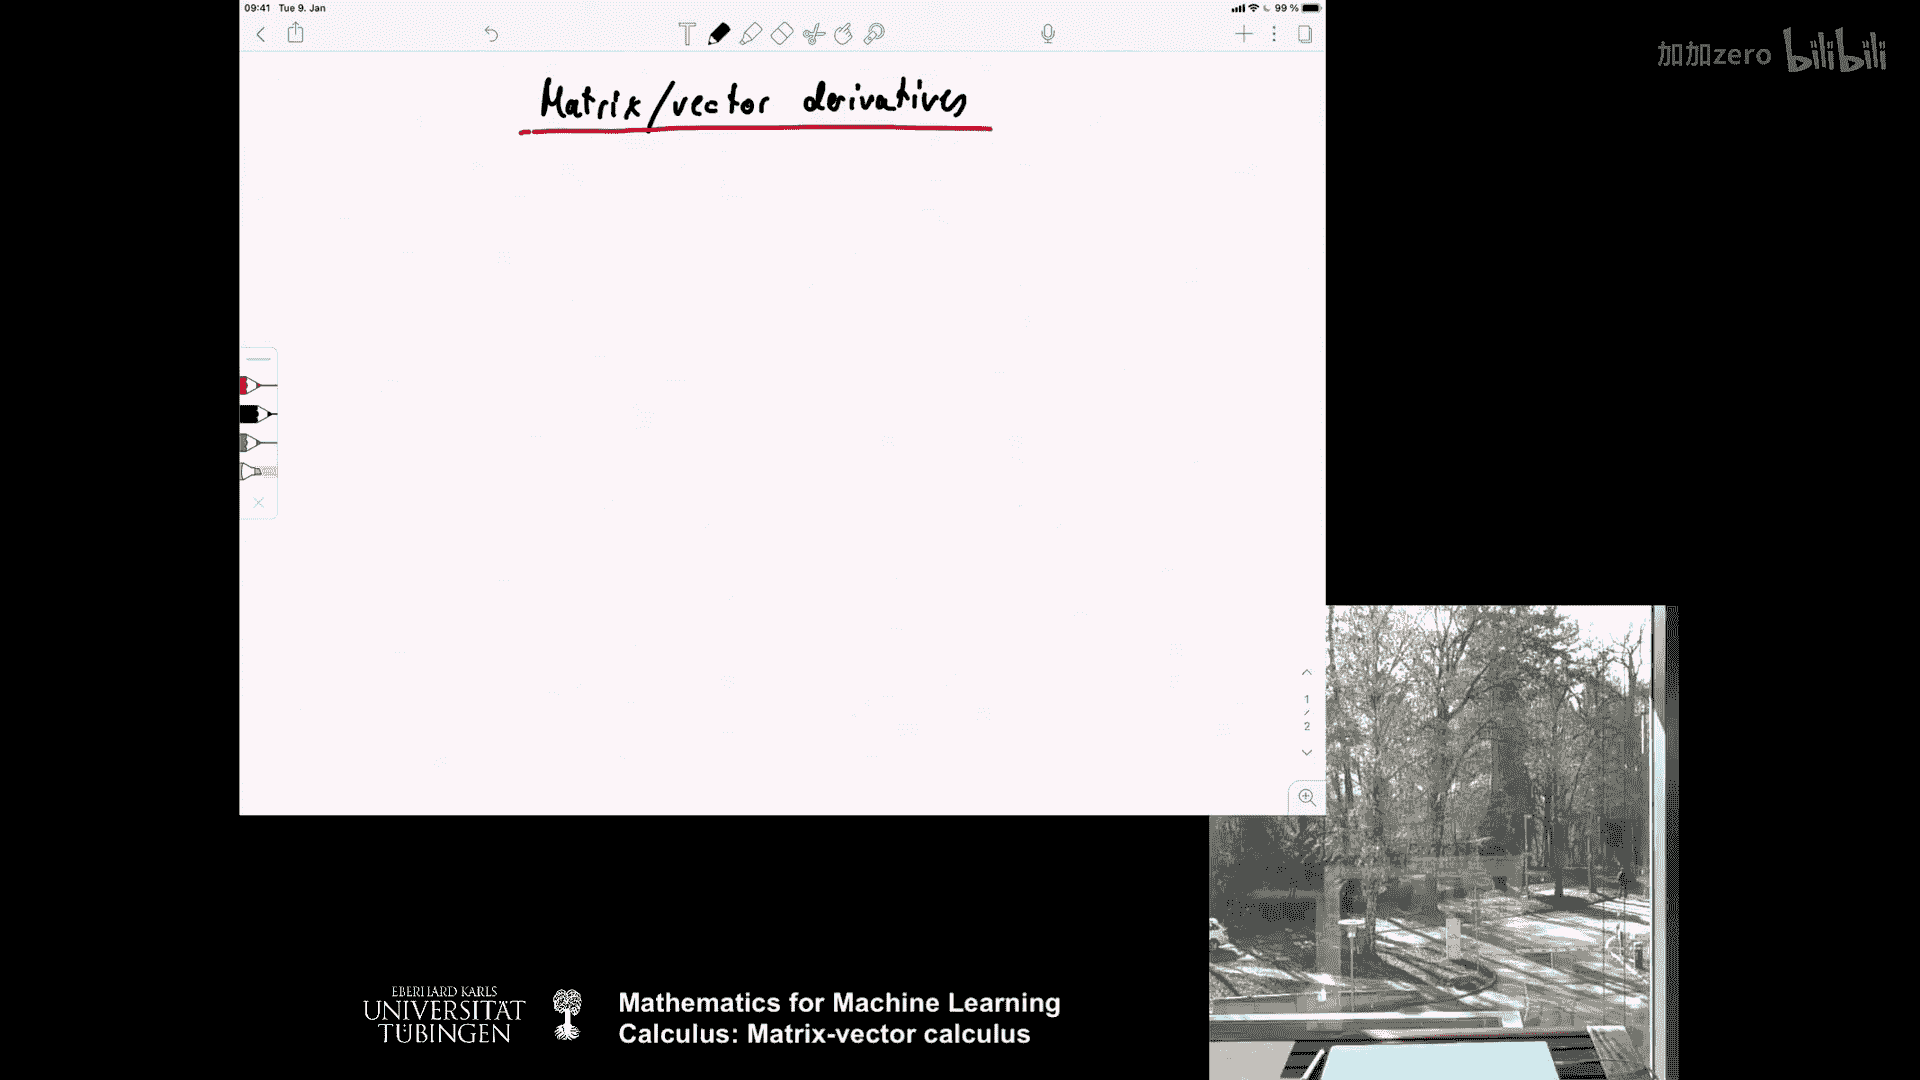 09:41 Tue 9. Jan
99 %
加加zero bilibili
Matrix/vector derivatives
1
/
2
EBERHARD KARLS
UNIVERSITÄT
TÜBINGEN
Mathematics for Machine Learning
Calculus: Matrix-vector calculus